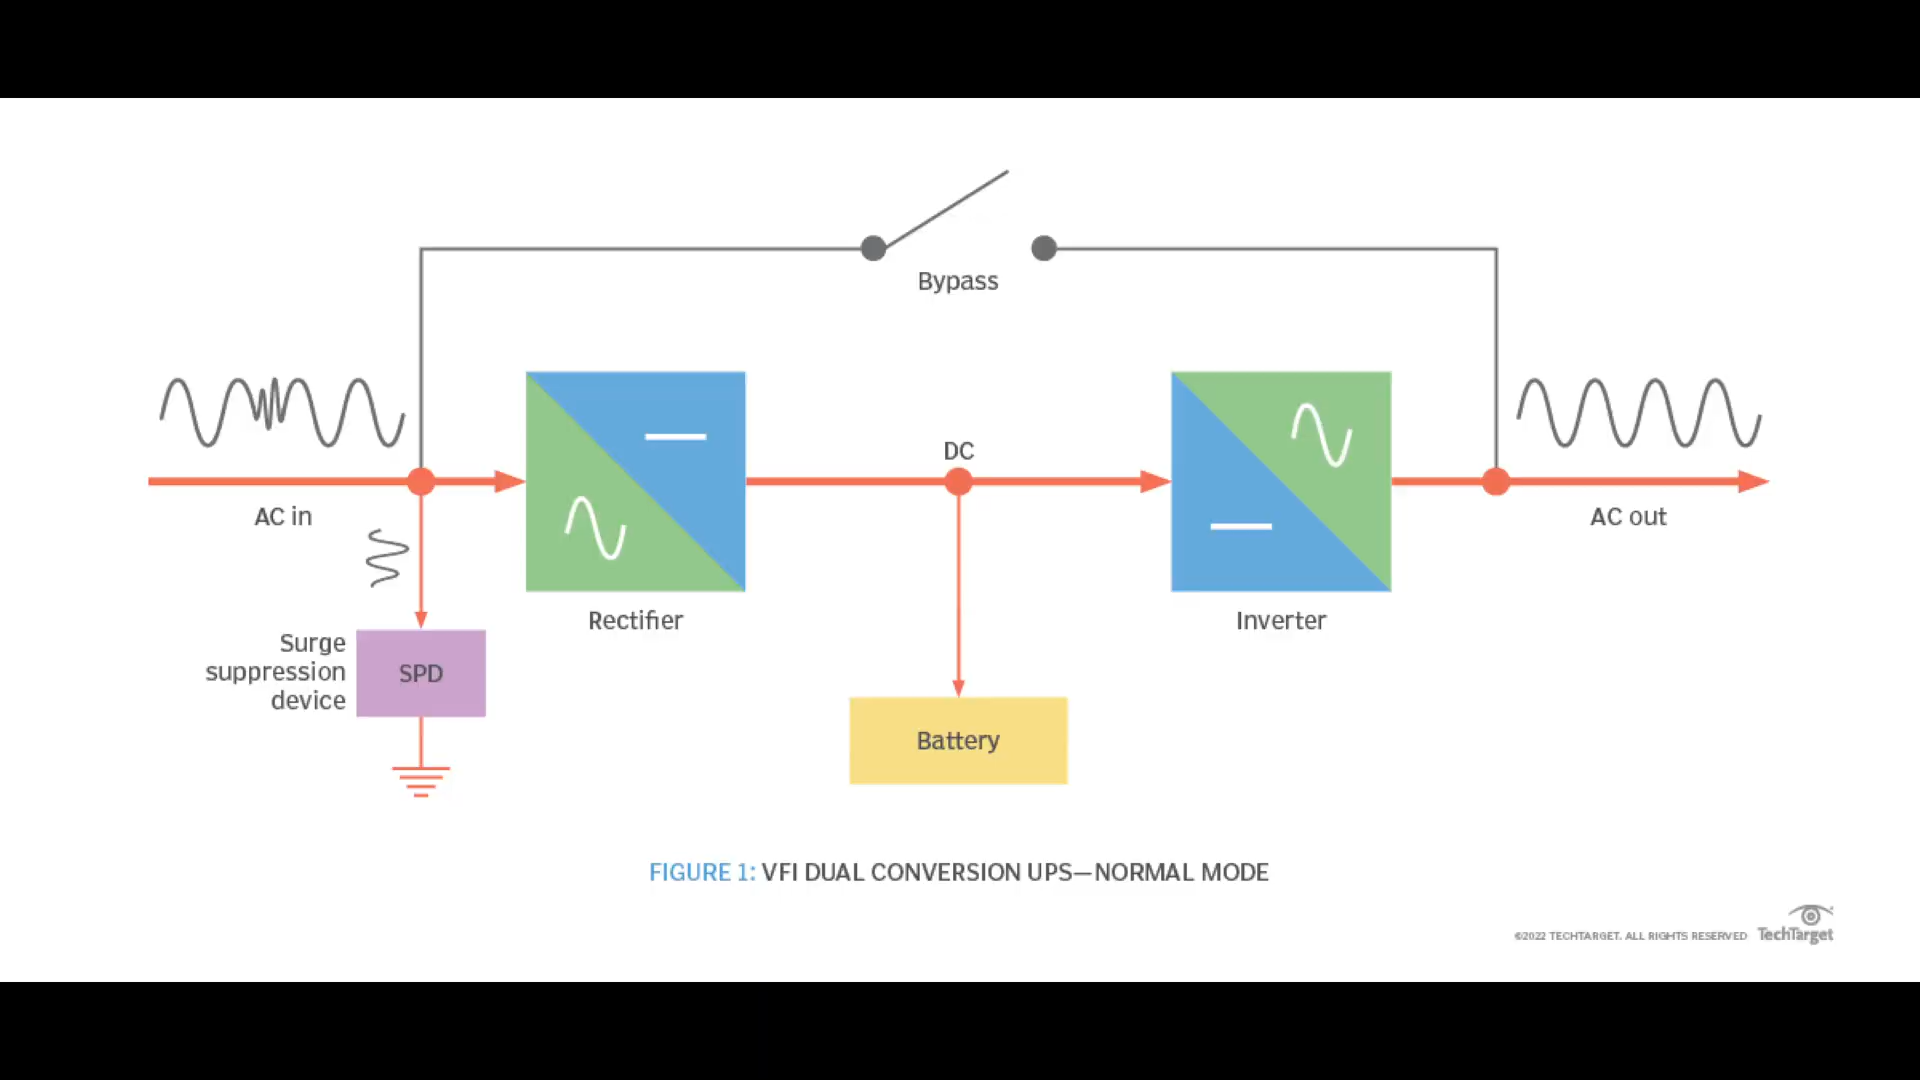 Bypass
DC
AC in
AC out
Rectifier
Inverter
Surge
suppression
device
SPD
Battery
FIGURE 1: VFI DUAL CONVERSION UPS—NORMAL MODE
©2022 TECHTARGET. ALL RIGHTS RESERVED TechTarget